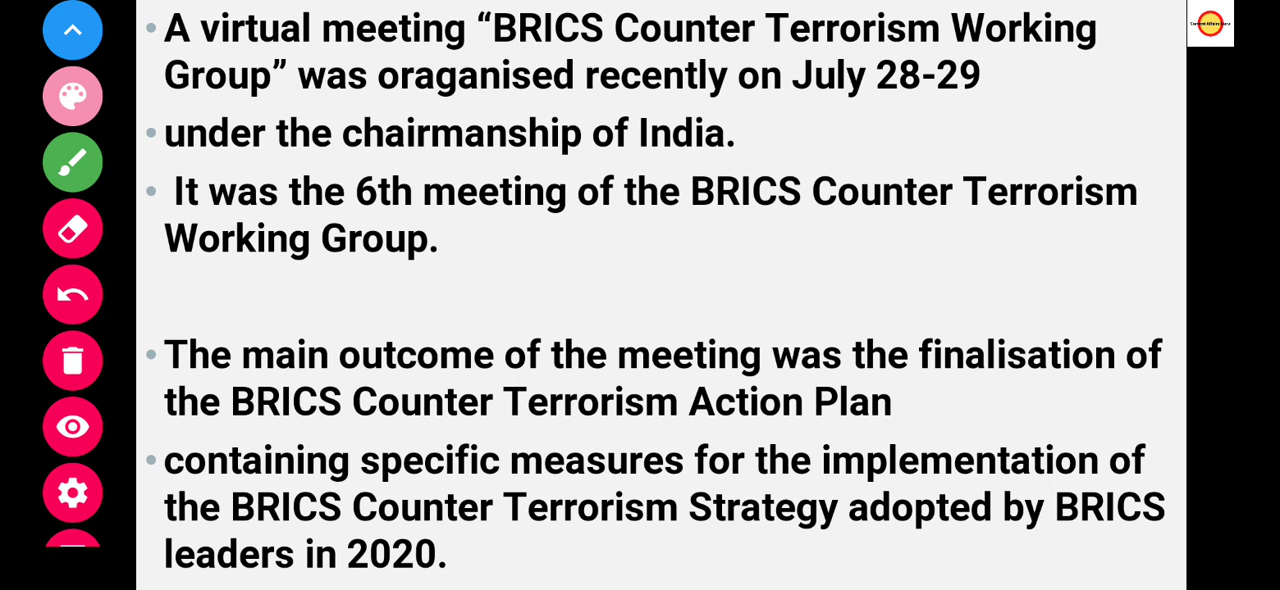 A virtual meeting “BRICS Counter Terrorism Working
Group” was oraganised recently on July 28-29
under the chairmanship of India.
It was the 6th meeting of the BRICS Counter Terrorism
Working Group.
The main outcome of the meeting was the finalisation of
the BRICS Counter Terrorism Action Plan
containing specific measures for the implementation of
the BRICS Counter Terrorism Strategy adopted by BRICS
leaders in 2020.